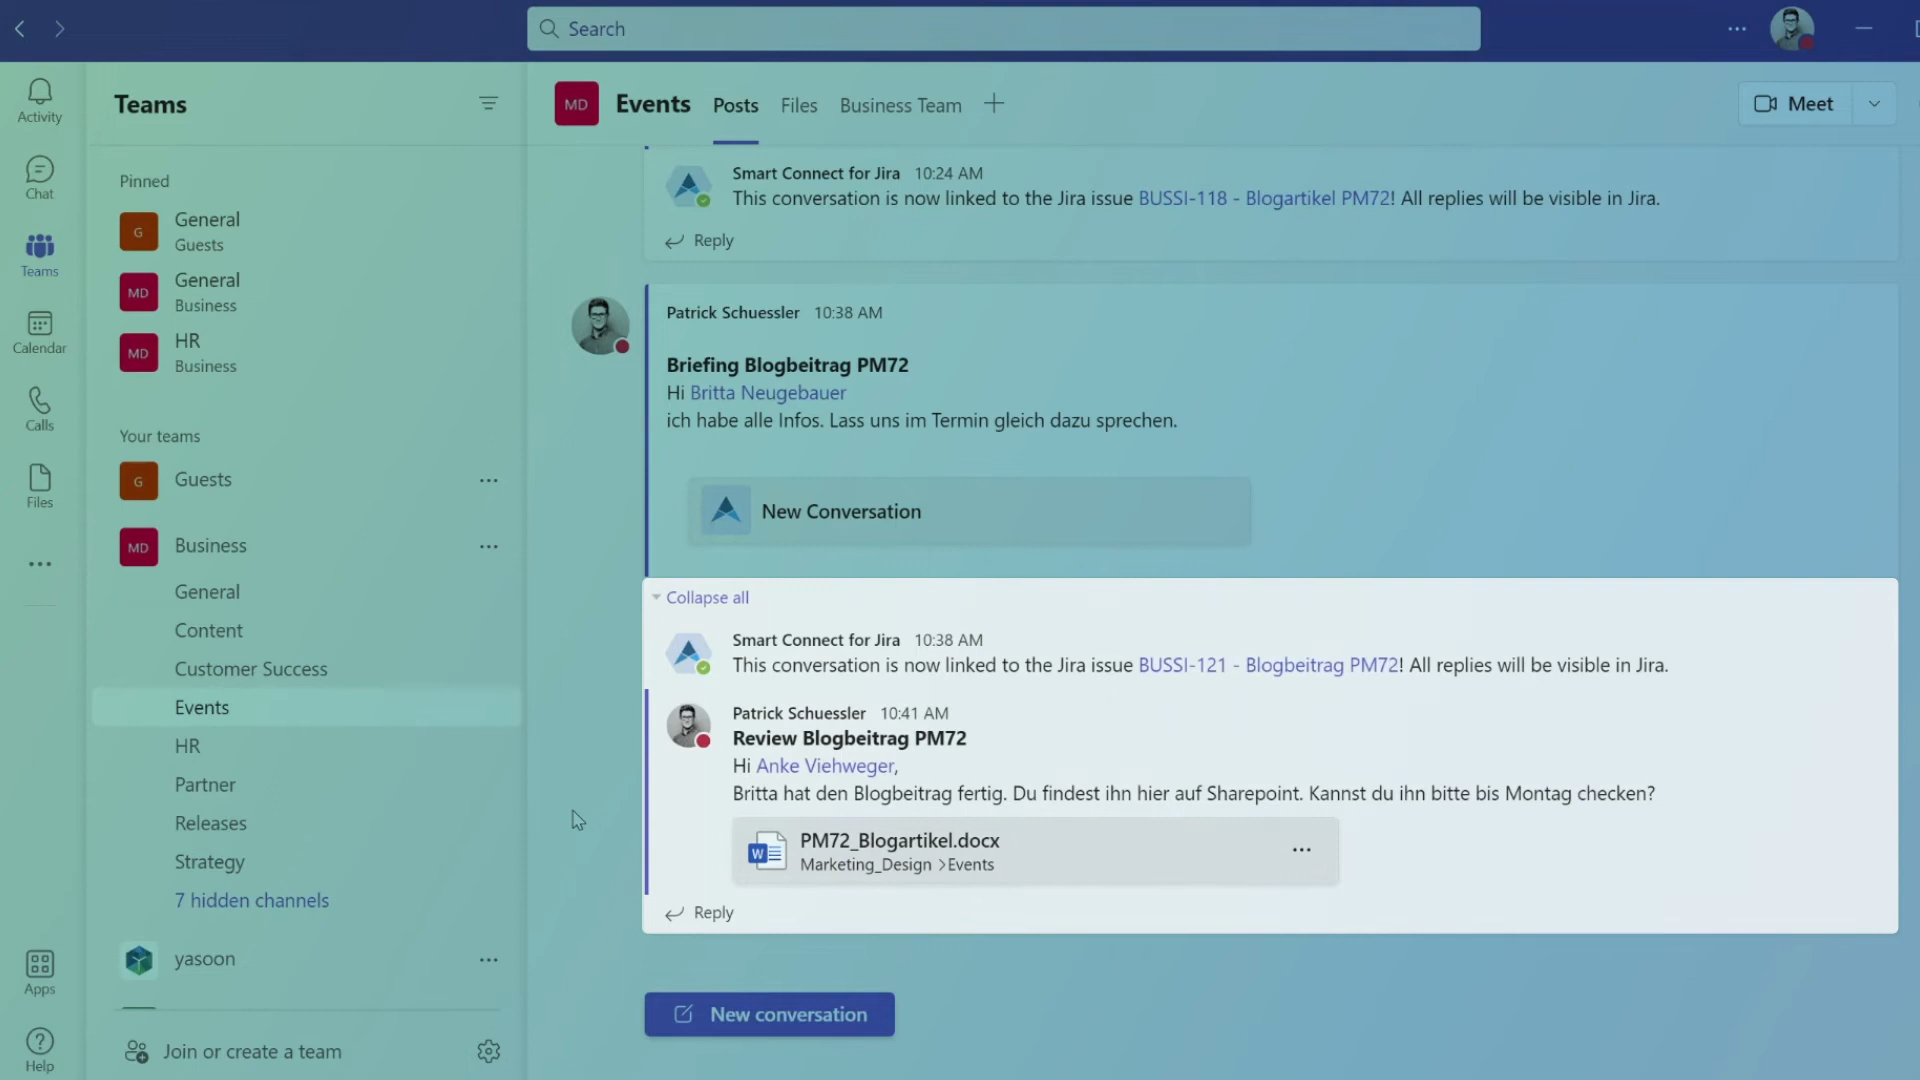 Search
Activity
Chat
Teams
Calendar
Calls
Files
Apps
Help
Teams
Pinned
G
General
Guests
MD
General
Business
MD
HR
Business
Your teams
G
Guests
MD
Business
General
Content
Customer Success
Events
HR
Partner
Releases
Strategy
7 hidden channels
yasoon
Join or create a team
MD
Events
Posts
Files
Business Team
Meet
Smart Connect for Jira 10:24 AM
This conversation is now linked to the Jira issue BUSSI-118 - Blogartikel PM72! All replies will be visible in Jira.
Reply
Patrick Schuessler 10:38 AM
Briefing Blogbeitrag PM72
Hi Britta Neugebauer
ich habe alle Infos. Lass uns im Termin gleich dazu sprechen.
New Conversation
Collapse all
Smart Connect for Jira 10:38 AM
This conversation is now linked to the Jira issue BUSSI-121 - Blogbeitrag PM72! All replies will be visible in Jira.
Patrick Schuessler 10:41 AM
Review Blogbeitrag PM72
Hi Anke Viehweger,
Britta hat den Blogbeitrag fertig. Du findest ihn hier auf Sharepoint. Kannst du ihn bitte bis Montag checken?
W
PM72_Blogartikel.docx
Marketing_Design >Events
Reply
New conversation